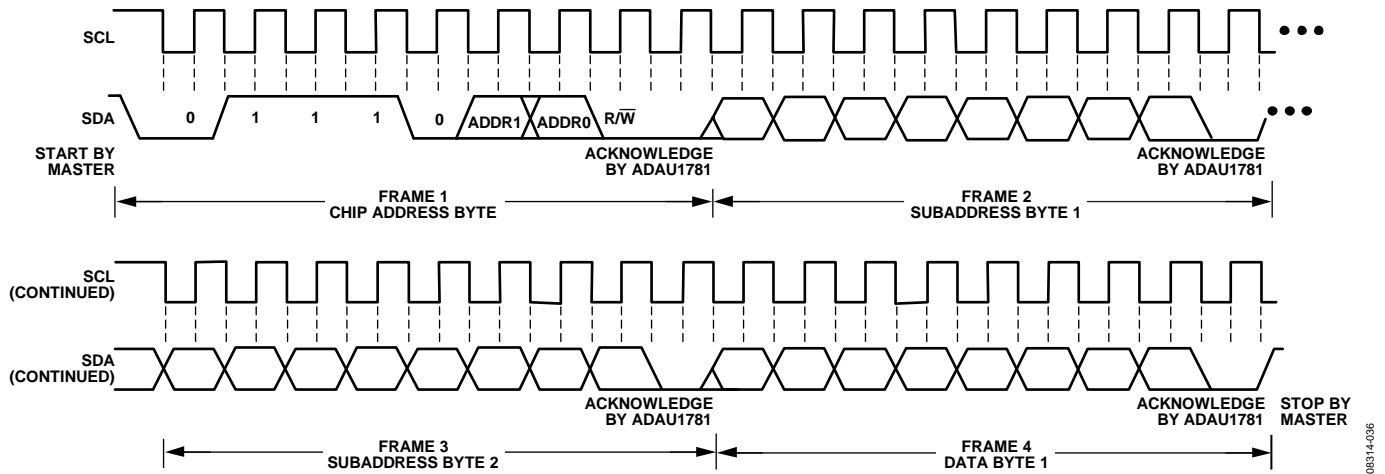 SCL
SDA
0 1 1 1 0 ADDR1 ADDR0 R/W̅
START BY
MASTER
ACKNOWLEDGE
BY ADAU1781
ACKNOWLEDGE
BY ADAU1781
FRAME 1
CHIP ADDRESS BYTE
FRAME 2
SUBADDRESS BYTE 1
SCL
(CONTINUED)
SDA
(CONTINUED)
ACKNOWLEDGE
BY ADAU1781
ACKNOWLEDGE
BY ADAU1781
STOP BY
MASTER
FRAME 3
SUBADDRESS BYTE 2
FRAME 4
DATA BYTE 1
08314-036